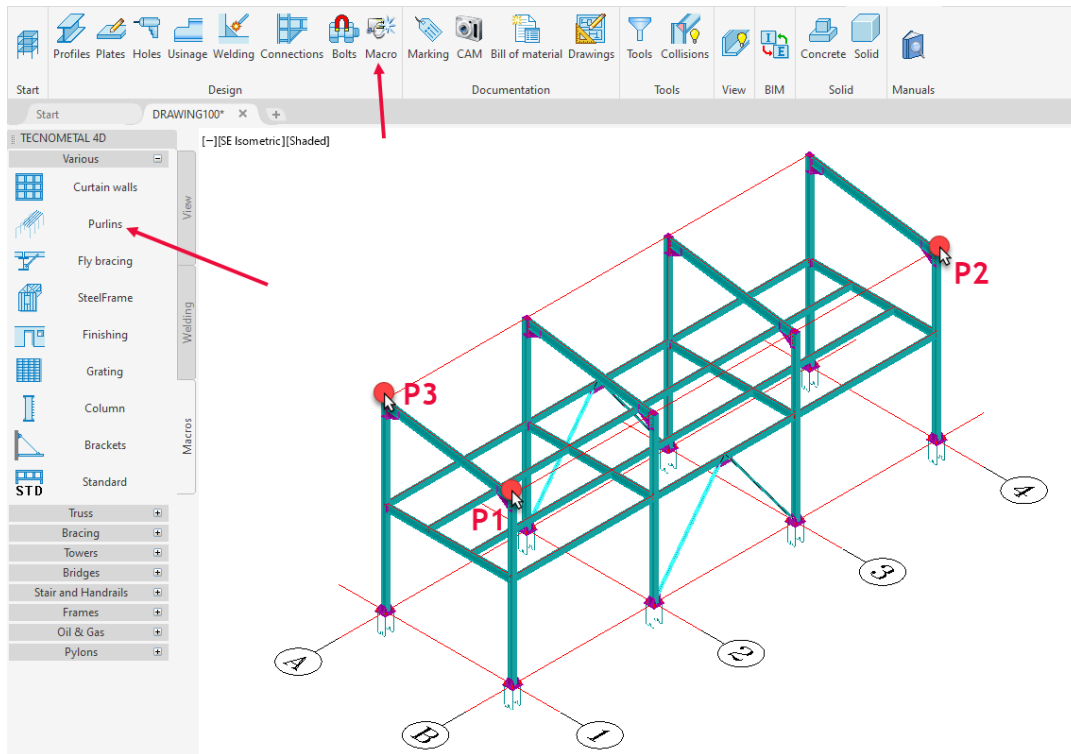 Profiles Plates Holes Usinage Welding Connections Bolts Macro Marking CAM Bill of material Drawings Tools Collisions Concrete Solid
Start Design Documentation Tools View BIM Solid Manuals
Start DRAWING100* +
TECNOMETAL 4D
[−][SE Isometric][Shaded]
Various
Curtain walls
View
Purlins
Fly bracing
P2
SteelFrame
Welding
Finishing
Grating
P3
Column
Macros
Brackets
Standard
STD
P1
4
Truss
Bracing
Towers
3
Bridges
Stair and Handrails
Frames
Oil & Gas
2
Pylons
A
B
1